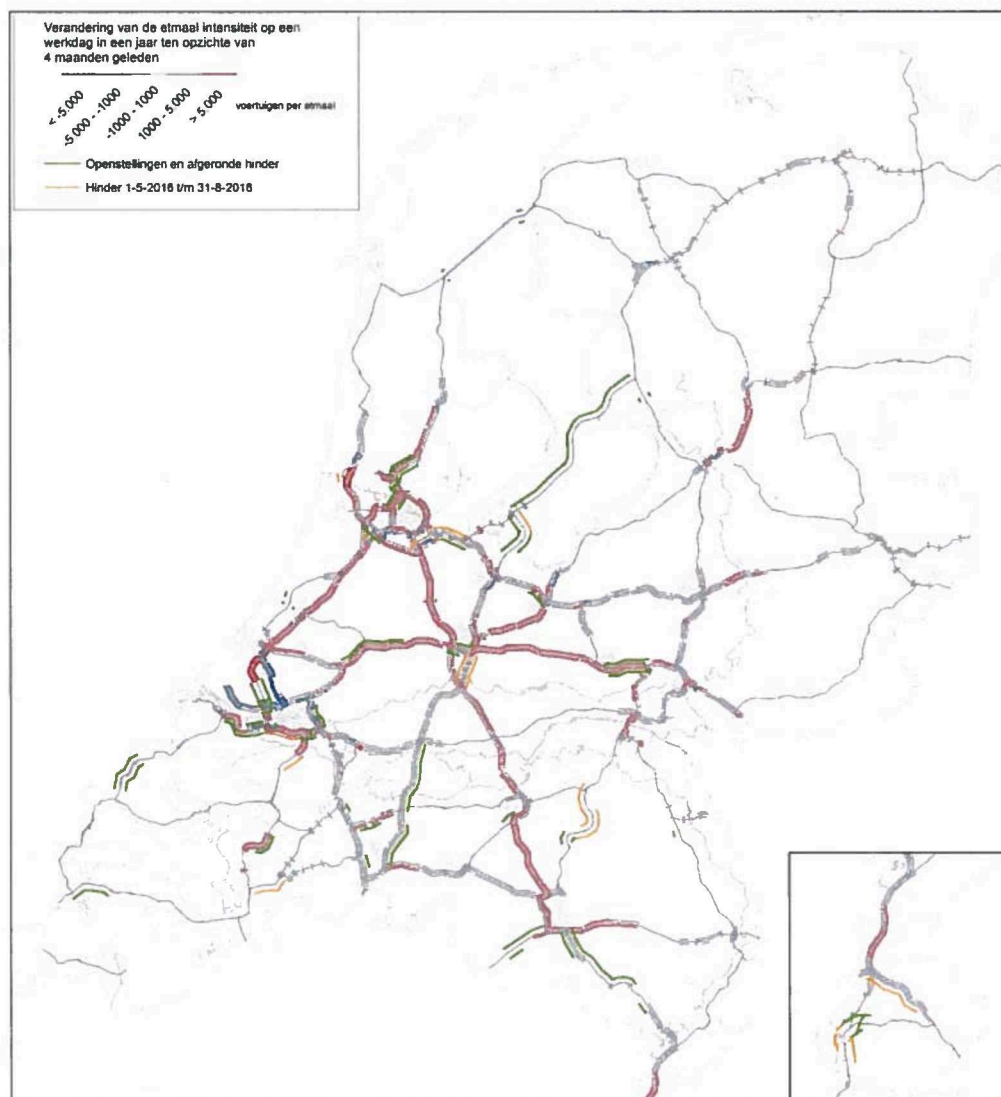 Verandering van de etmaal intensiteit op een
werkdag in een jaar ten opzichte van
4 maanden geleden
< -5.000
-5 000 - -1000
-1000 - 1000
1000 - 5 000
> 5 000
voertuigen per etmaal
Openstellingen en afgeronde hinder
Hinder 1-5-2016 t/m 31-8-2016